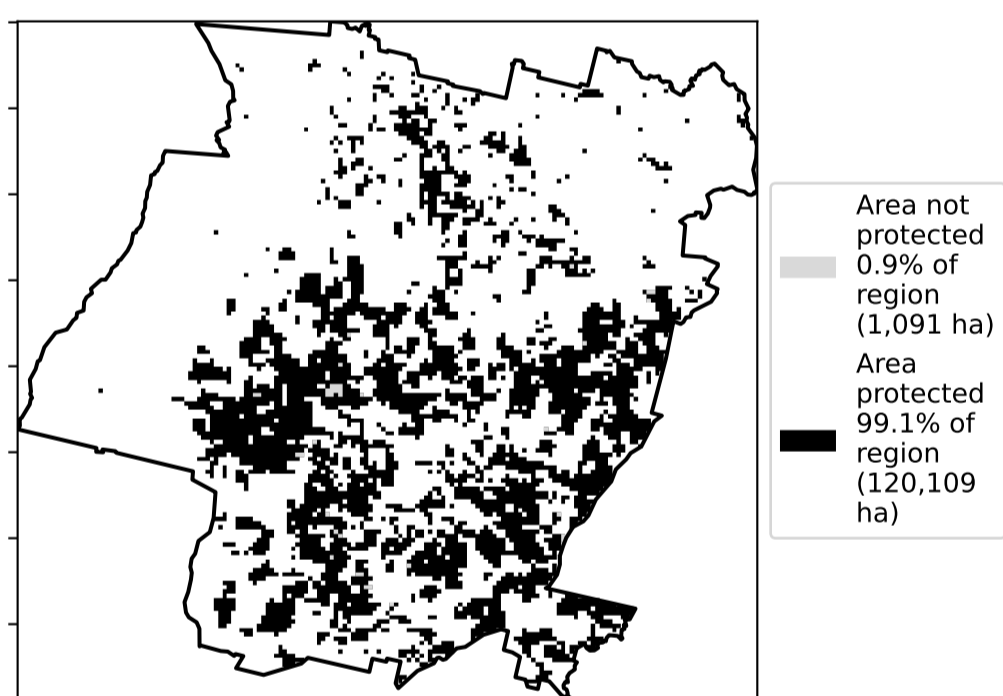 Area not
protected
0.9% of
region
(1,091 ha)
Area
protected
99.1% of
region
(120,109
ha)